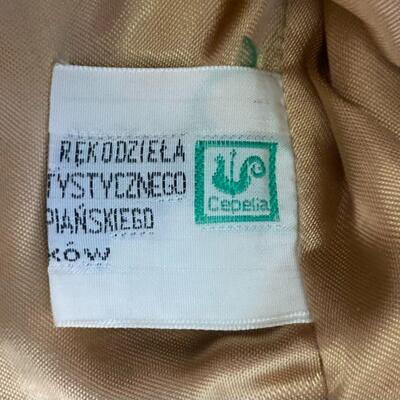 RĘKODZIEŁA
TYSTYCZNEGO
PIAŃSKIEGO
KÓW
Cepelia